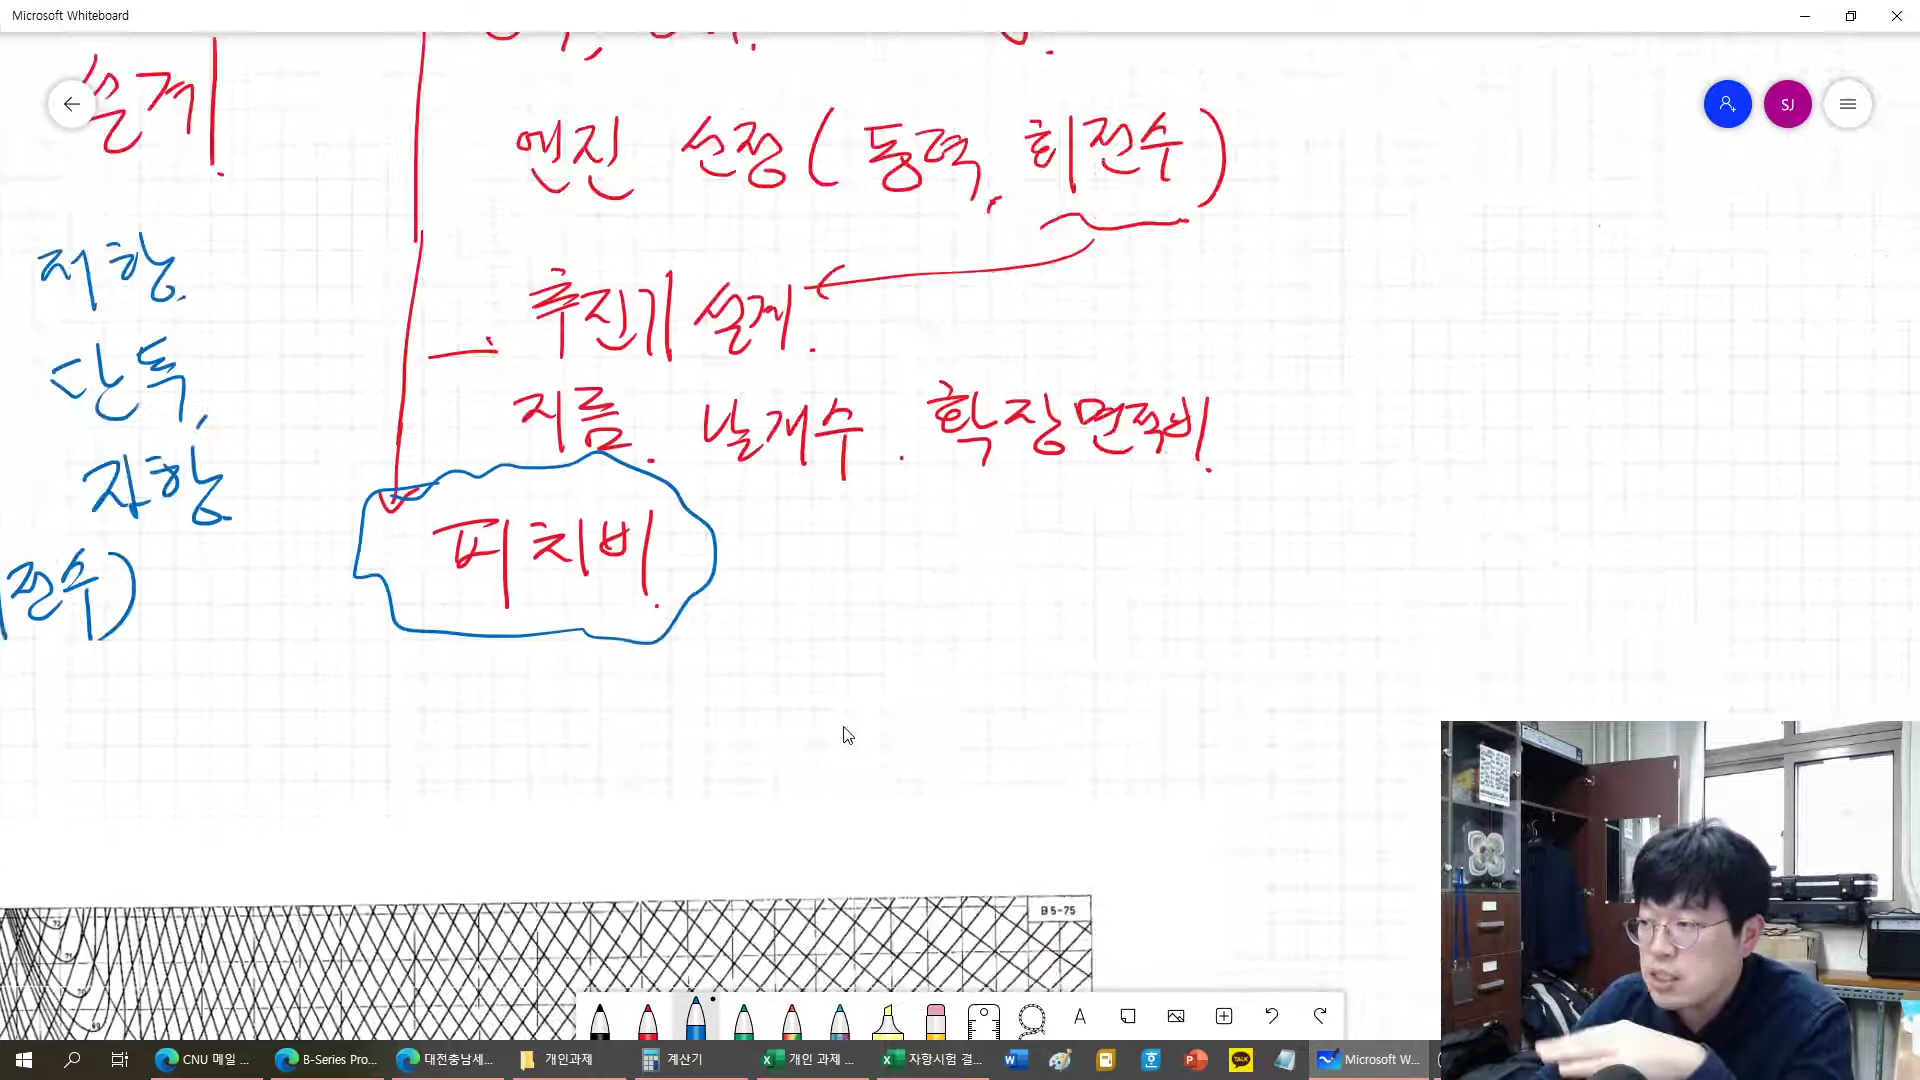 Microsoft Whiteboard
설계
SJ
엔진 선정(동력, 회전수)
저항
추진기 설계.
단독,
지름. 날개수. 확장면적비.
자항
피치비.
전수)
B 5-75
CNU 메일 ...
B-Series Pro...
대전충남세...
개인과제
계산기
개인 과제 ...
자항시험 결...
Microsoft W...